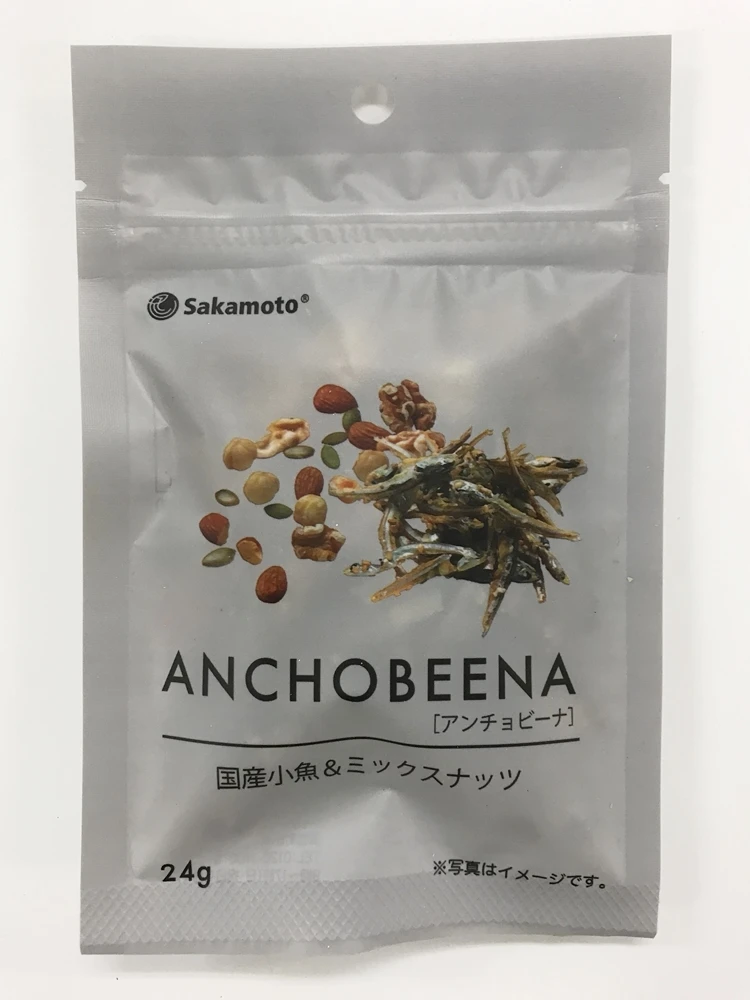 Sakamoto®
ANCHOBEENA
[アンチョビーナ]
国産小魚&ミックスナッツ
24g
※写真はイメージです。